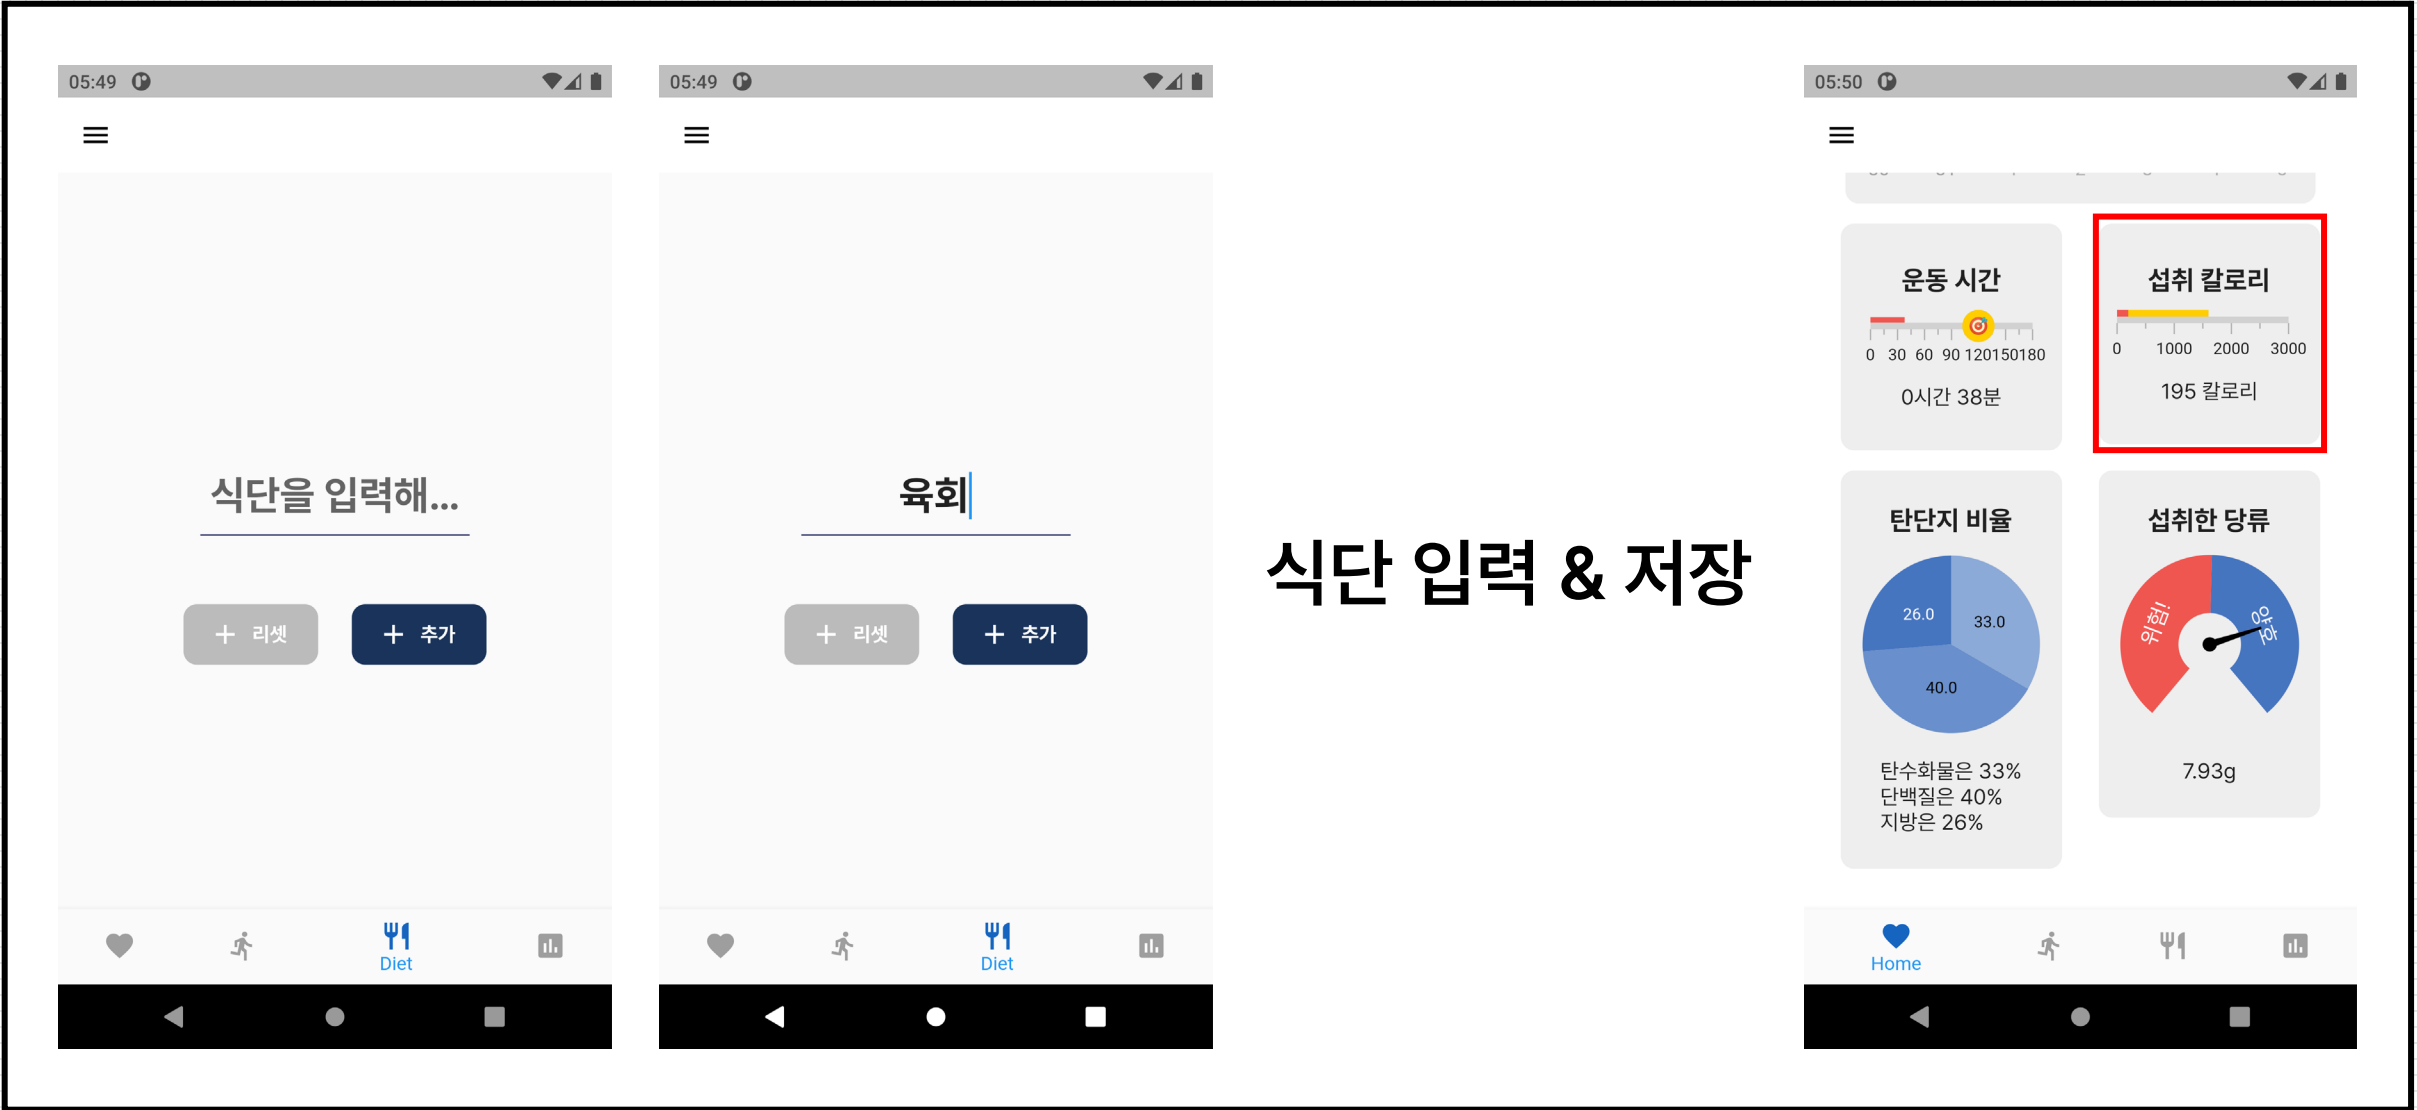 05:49
식단을 입력해...
리셋
추가
Diet
05:49
육회
리셋
추가
Diet
식단 입력 & 저장
05:50
운동 시간
0 30 60 90 120150180
0시간 38분
섭취 칼로리
0 1000 2000 3000
195 칼로리
탄단지 비율
26.0
33.0
40.0
탄수화물은 33%
단백질은 40%
지방은 26%
섭취한 당류
위험!
양호
7.93g
Home